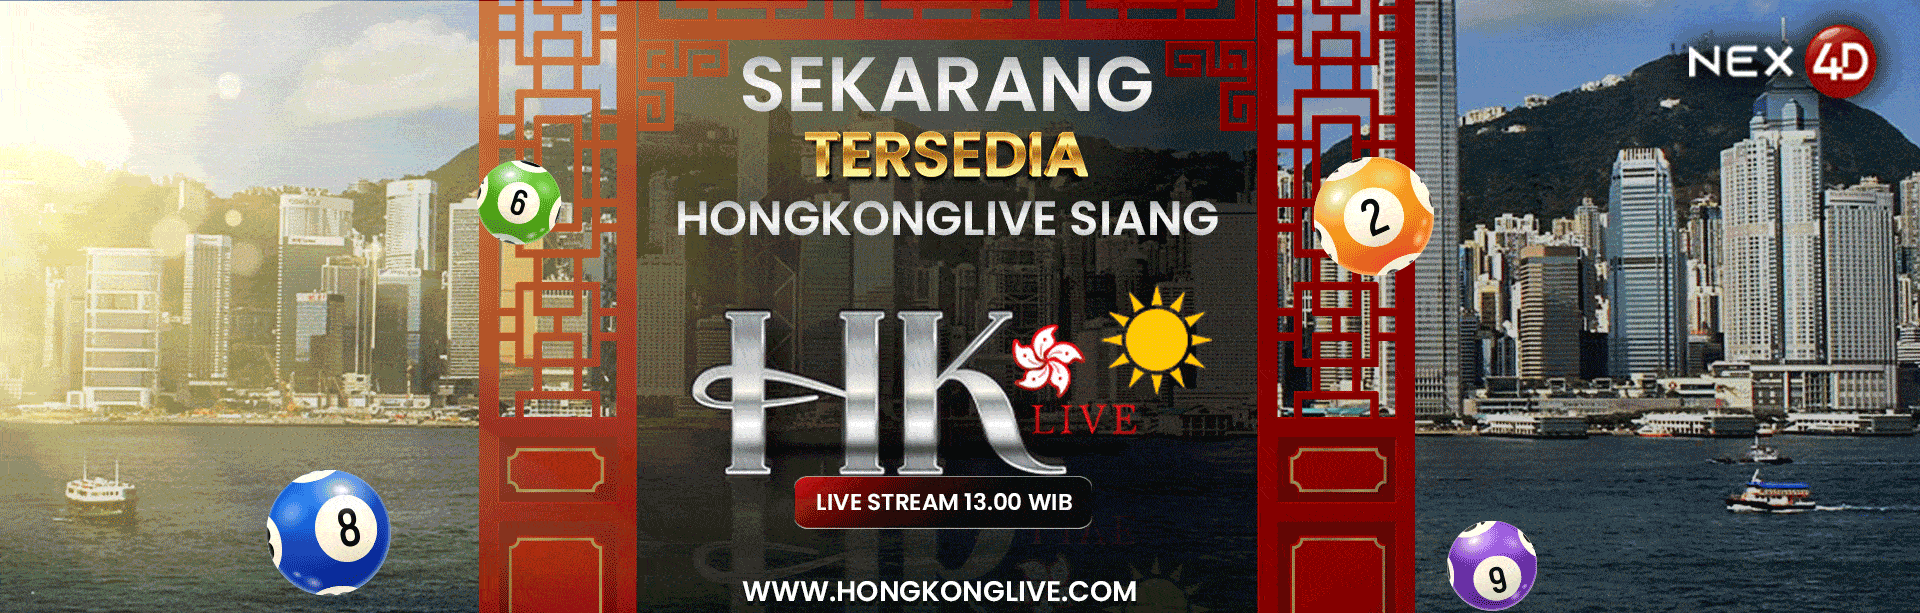 NEX 4D
SEKARANG
TERSEDIA
HONGKONGLIVE SIANG
6
2
HK
LIVE
LIVE STREAM 13.00 WIB
8
9
WWW.HONGKONGLIVE.COM